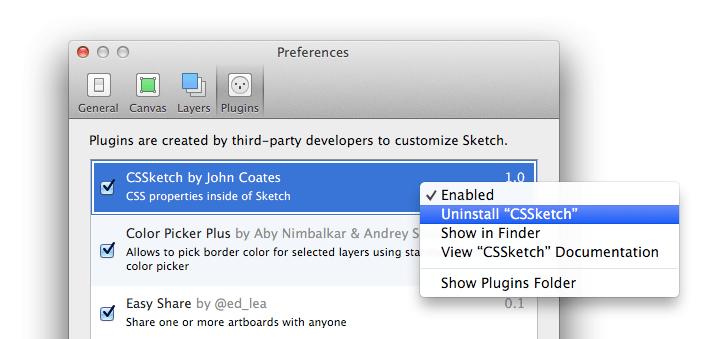 Preferences
General Canvas Layers Plugins
Plugins are created by third-party developers to customize Sketch.
CSSketch by John Coates 1.0
CSS properties inside of Sketch
Color Picker Plus by Aby Nimbalkar & Andrey S
Allows to pick border color for selected layers using
color picker
Easy Share by @ed_lea 0.1
Share one or more artboards with anyone
Enabled
Uninstall “CSSketch”
Show in Finder
View “CSSketch” Documentation
Show Plugins Folder